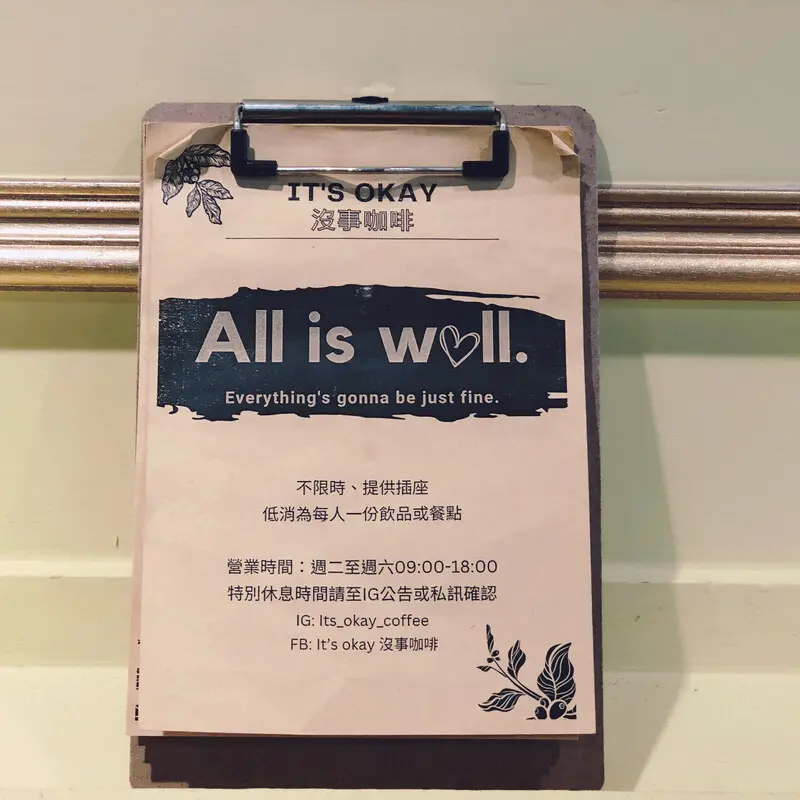 IT'S OKAY
沒事咖啡
All is well.
Everything's gonna be just fine.
不限時、提供插座
低消為每人一份飲品或餐點
營業時間：週二至週六09:00-18:00
特別休息時間請至IG公告或私訊確認
IG: Its_okay_coffee
FB: It's okay 沒事咖啡